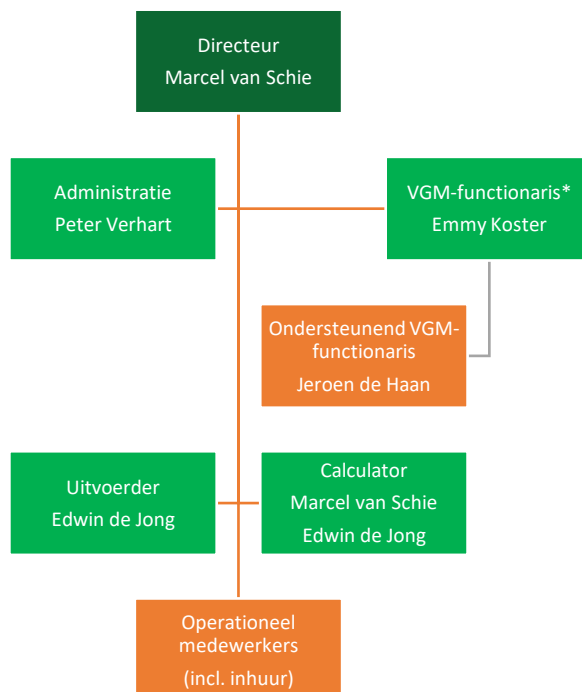 Directeur
Marcel van Schie
Administratie
Peter Verhart
VGM-functionaris*
Emmy Koster
Ondersteunend VGM-
functionaris
Jeroen de Haan
Uitvoerder
Edwin de Jong
Calculator
Marcel van Schie
Edwin de Jong
Operationeel
medewerkers
(incl. inhuur)